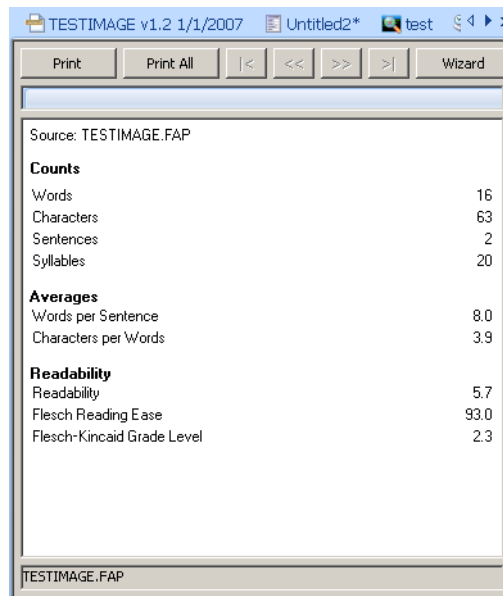 TESTIMAGE v1.2 1/1/2007 Untitled2* test
Print Print All |< << >> >| Wizard
Source: TESTIMAGE.FAP
Counts
Words 16
Characters 63
Sentences 2
Syllables 20
Averages
Words per Sentence 8.0
Characters per Words 3.9
Readability
Readability 5.7
Flesch Reading Ease 93.0
Flesch-Kincaid Grade Level 2.3
TESTIMAGE.FAP